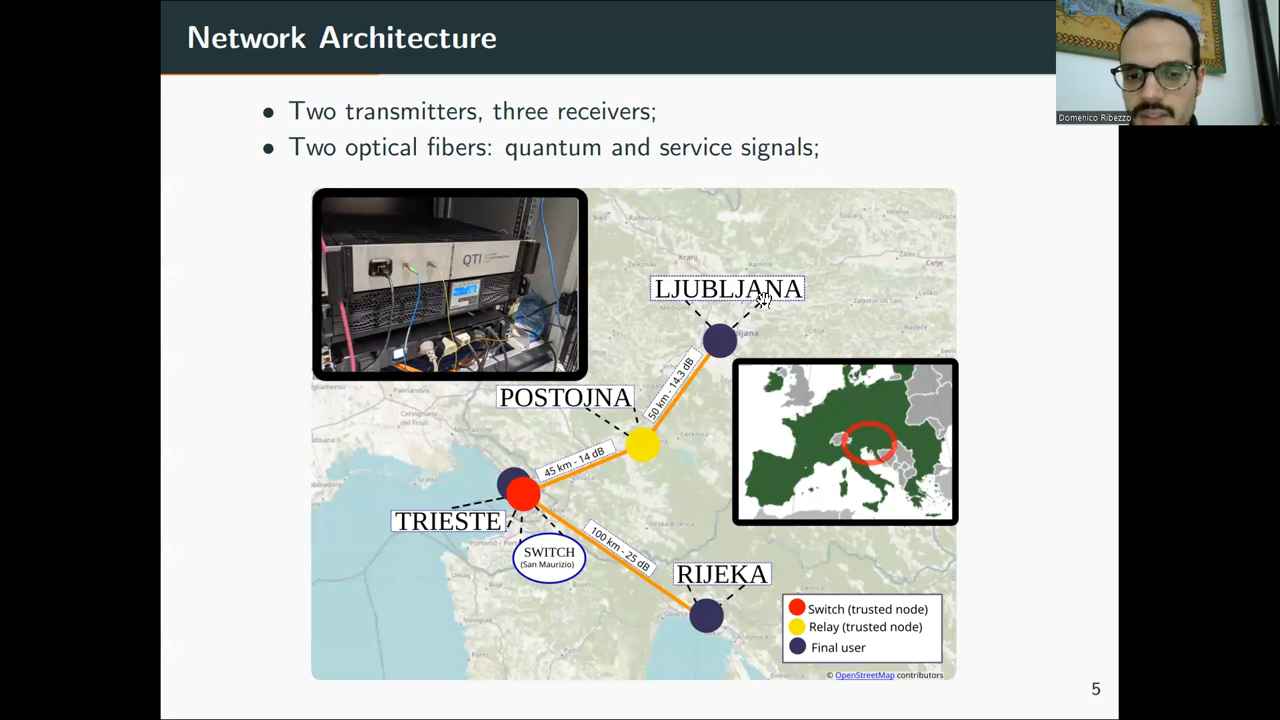 Network Architecture
Domenico Ribezzo
• Two transmitters, three receivers;
• Two optical fibers: quantum and service signals;
QTI
LJUBLJANA
50 km - 14.3 dB
POSTOJNA
45 km - 14 dB
TRIESTE
SWITCH
(San Maurizio)
100 km - 25 dB
RIJEKA
Switch (trusted node)
Relay (trusted node)
Final user
© OpenStreetMap contributors
5